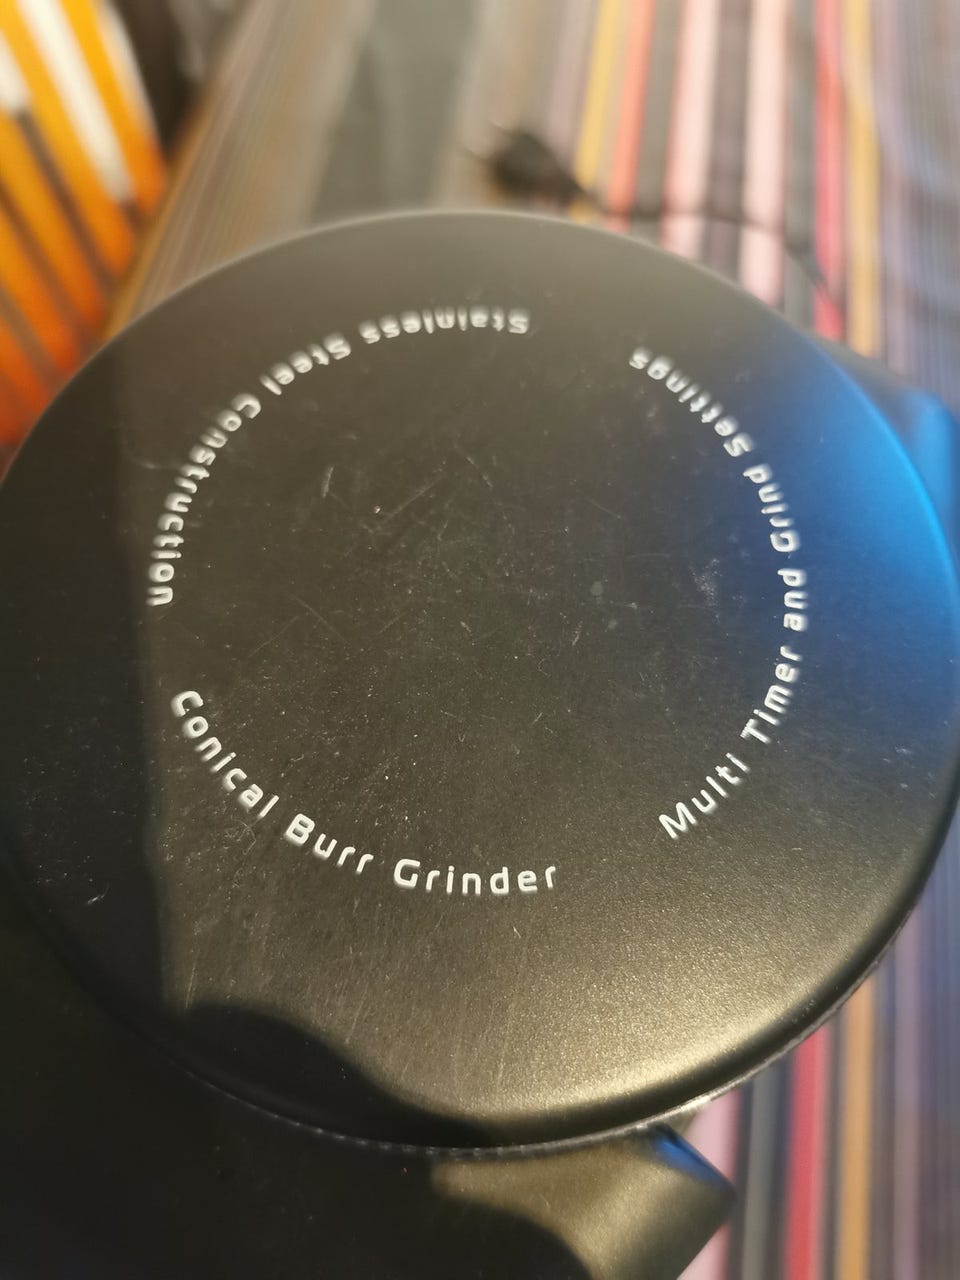 Conical Burr Grinder
Multi Timer and Grind Settings
Stainless Steel Construction